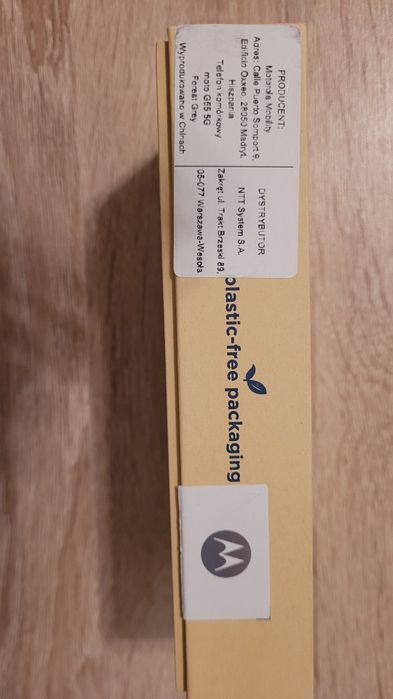 PRODUCENT:
Motorola Mobility
Adres: Calle Puerto Somport 9,
Edificio Oxxeo, 28050 Madryt,
Hiszpania
Telefon komórkowy
moto G55 5G
Forest Grey
Wyprodukowano w Chinach
DYSTRYBUTOR
NTT System S.A.
Zakręt ul. Trakt Brzeski 89,
05-077 Warszawa-Wesoła
plastic-free packaging